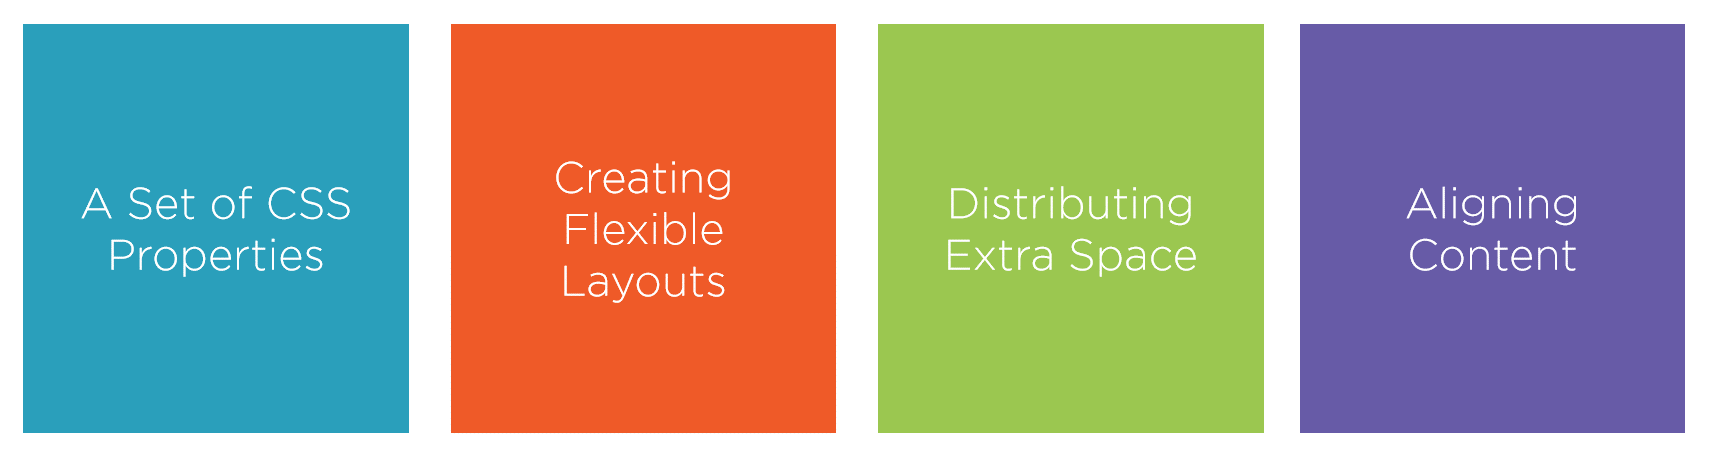 A Set of CSS
Properties
Creating
Flexible
Layouts
Distributing
Extra Space
Aligning
Content